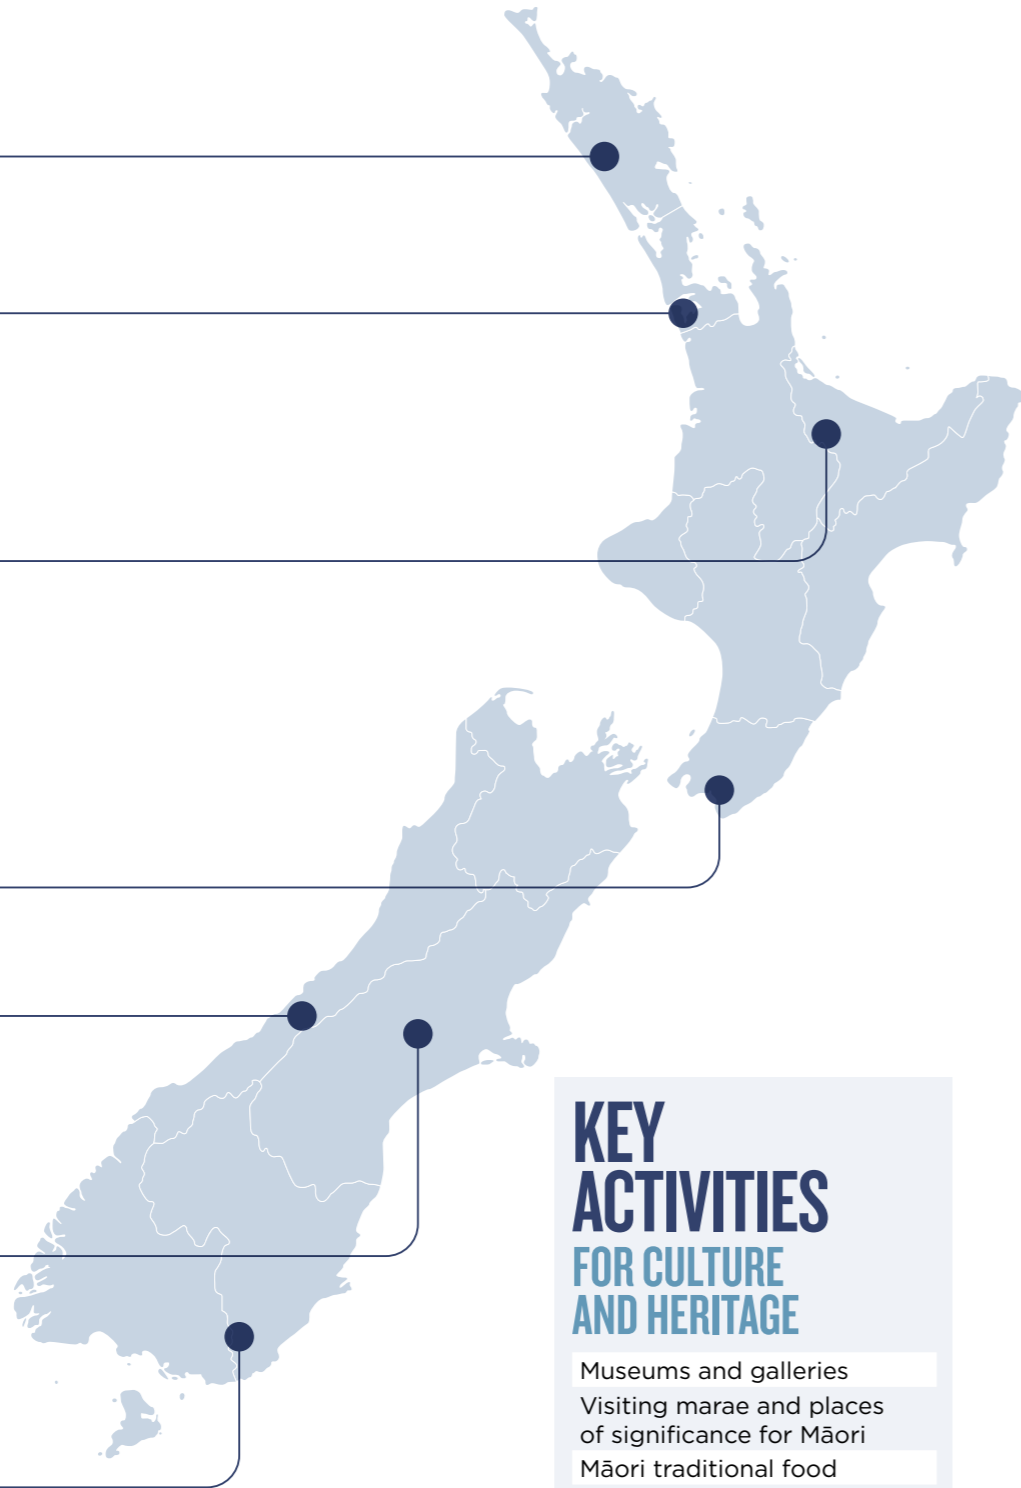 KEY
ACTIVITIES
FOR CULTURE
AND HERITAGE
Museums and galleries
Visiting marae and places
of significance for Māori
Māori traditional food